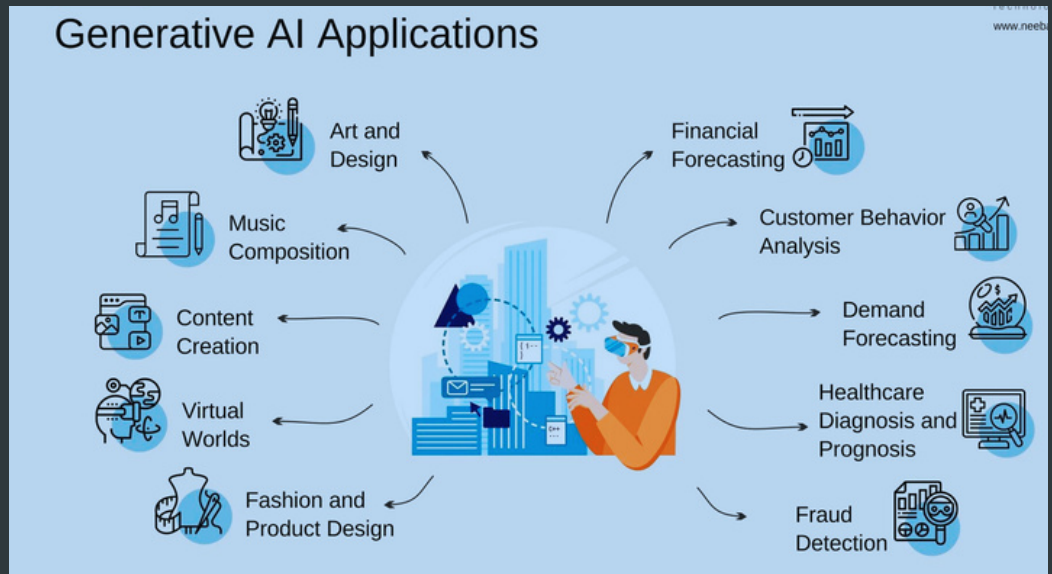 Generative AI Applications
www.neeba
Art and
Design
Music
Composition
Content
Creation
Virtual
Worlds
Fashion and
Product Design
Financial
Forecasting
Customer Behavior
Analysis
Demand
Forecasting
Healthcare
Diagnosis and
Prognosis
Fraud
Detection